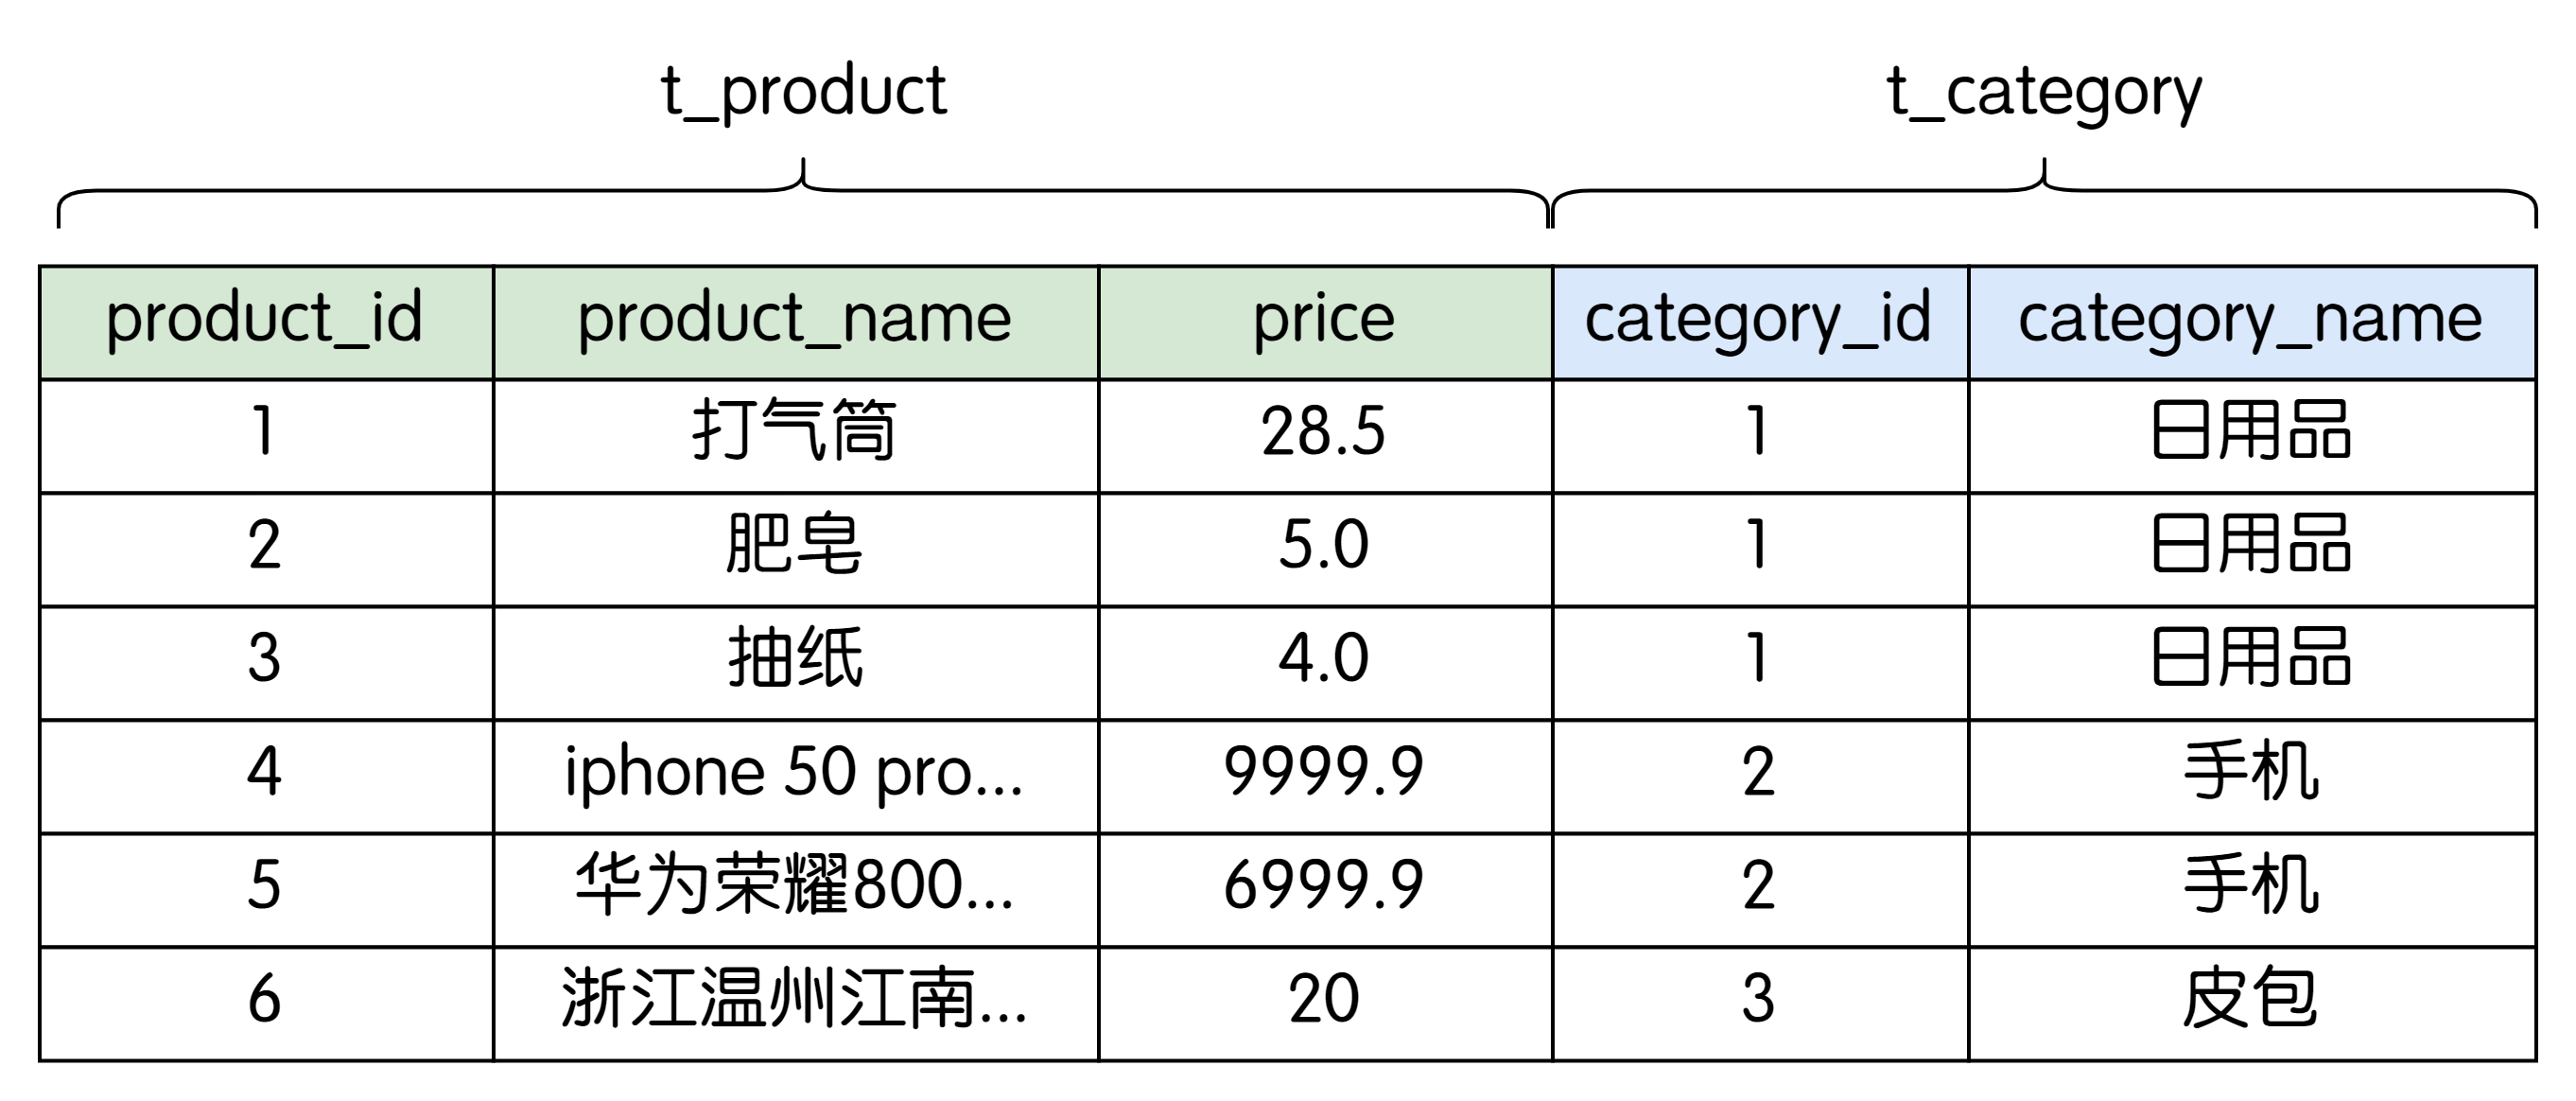 t_product t_category
product_id product_name price category_id category_name
1 打气筒 28.5 1 日用品
2 肥皂 5.0 1 日用品
3 抽纸 4.0 1 日用品
4 iphone 50 pro... 9999.9 2 手机
5 华为荣耀800... 6999.9 2 手机
6 浙江温州江南... 20 3 皮包